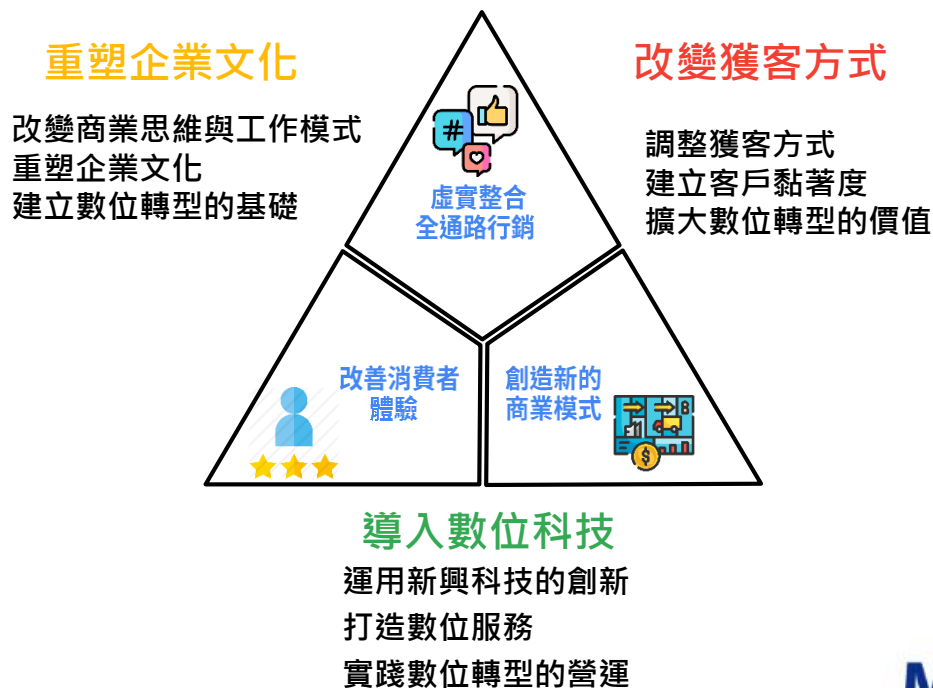 重塑企業文化
改變商業思維與工作模式
重塑企業文化
建立數位轉型的基礎
改變獲客方式
調整獲客方式
建立客戶黏著度
擴大數位轉型的價值
#
虛實整合
全通路行銷
改善消費者
體驗
創造新的
商業模式
B
$
導入數位科技
運用新興科技的創新
打造數位服務
實踐數位轉型的營運